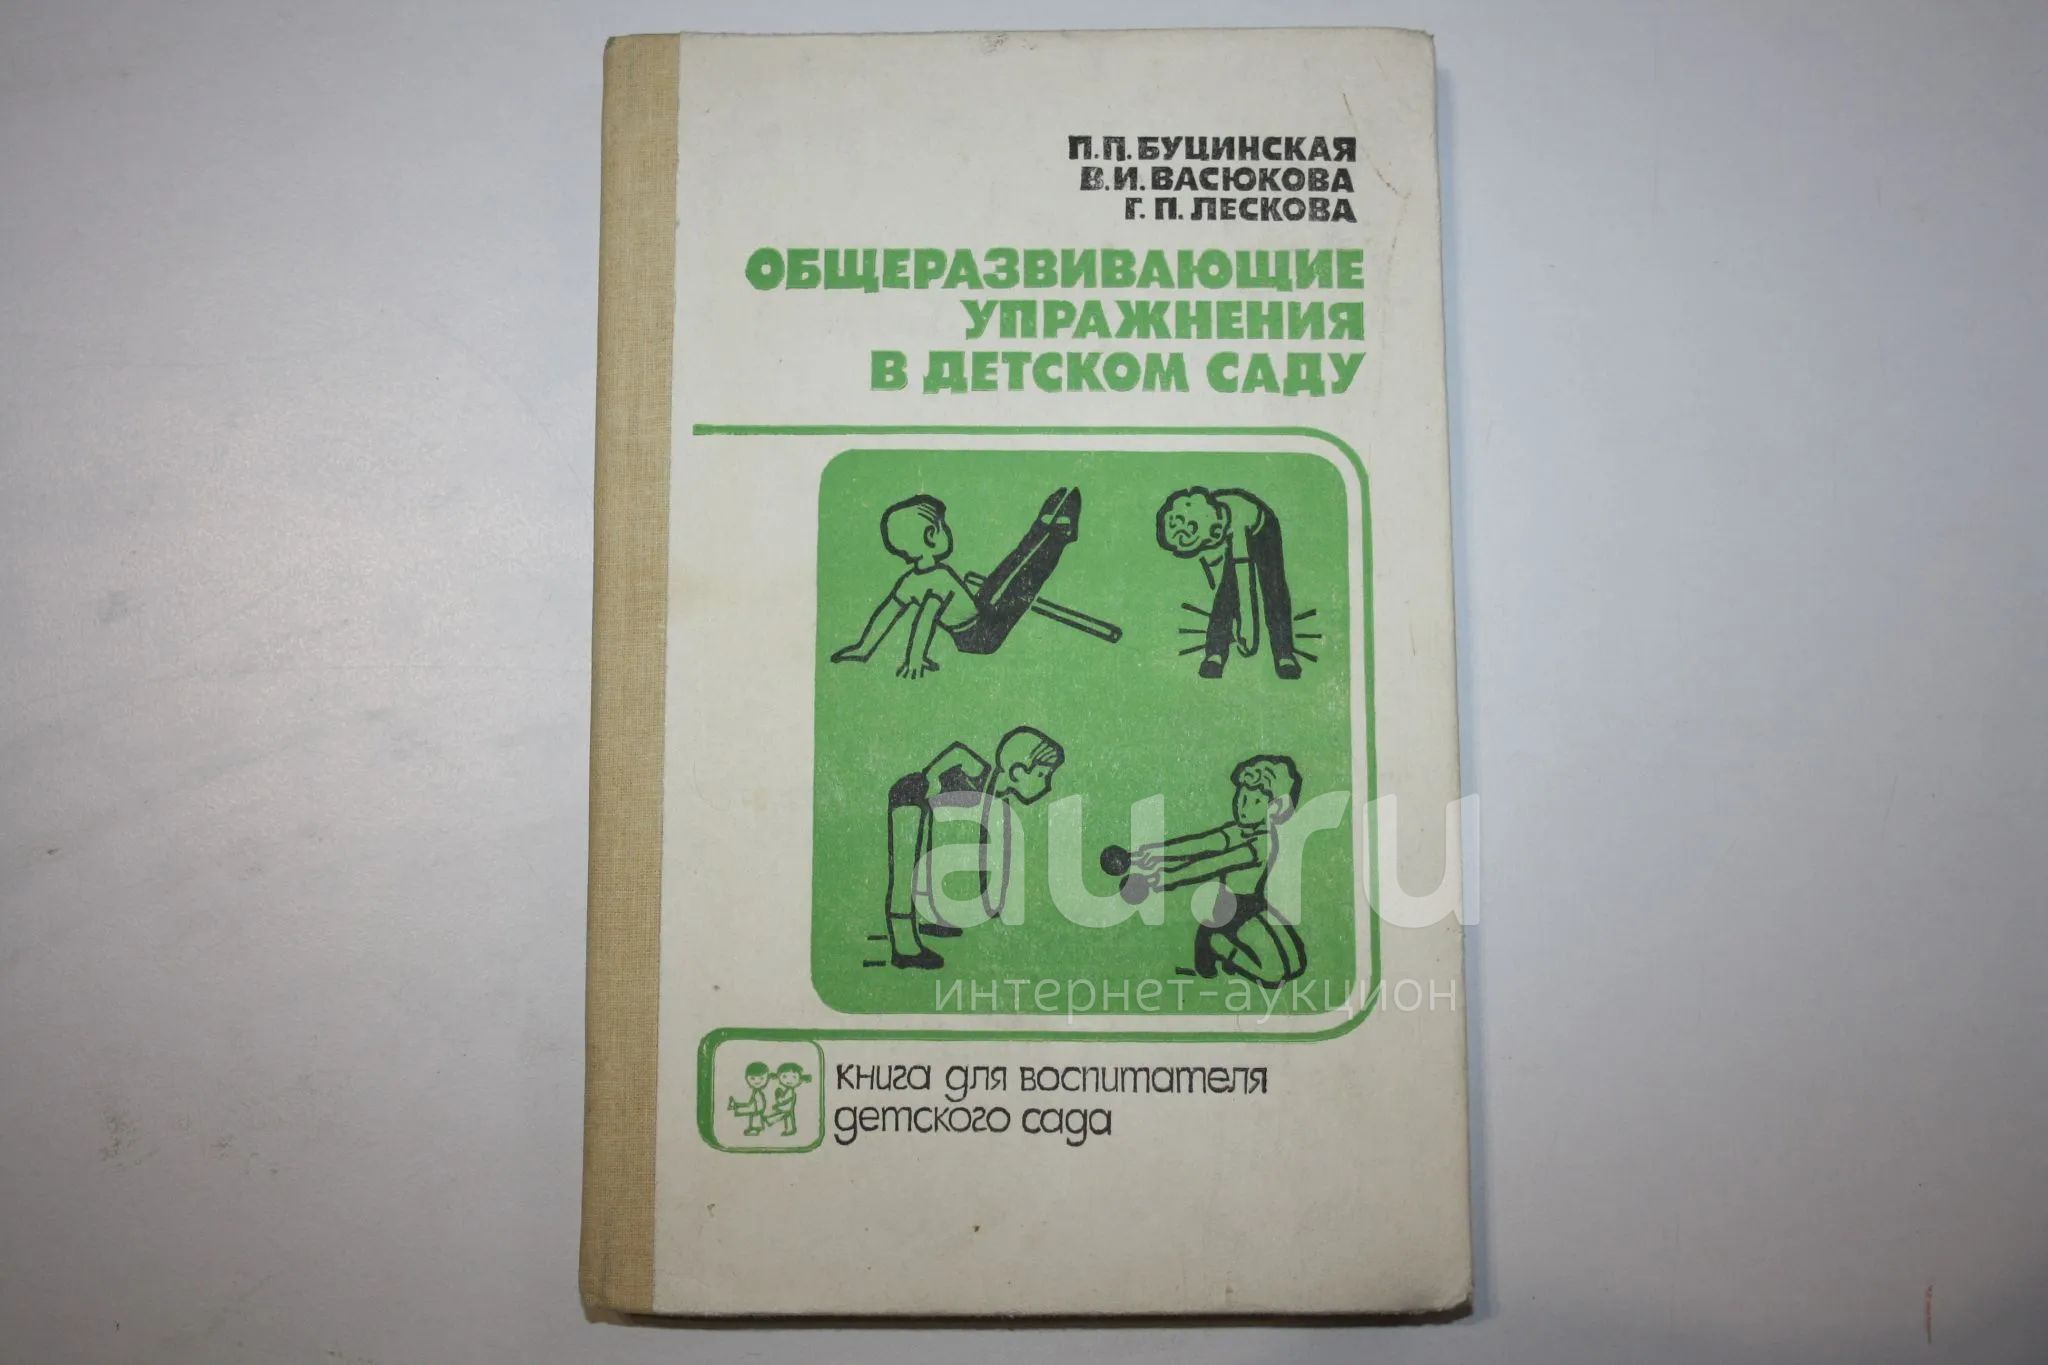 П.П.БУЦИНСКАЯ
В.И.ВАСЮКОВА
Г.П.ЛЕСКОВА
ОБЩЕРАЗВИВАЮЩИЕ
УПРАЖНЕНИЯ
В ДЕТСКОМ САДУ
au.ru
интернет-аукцион
книга для воспитателя
детского сада